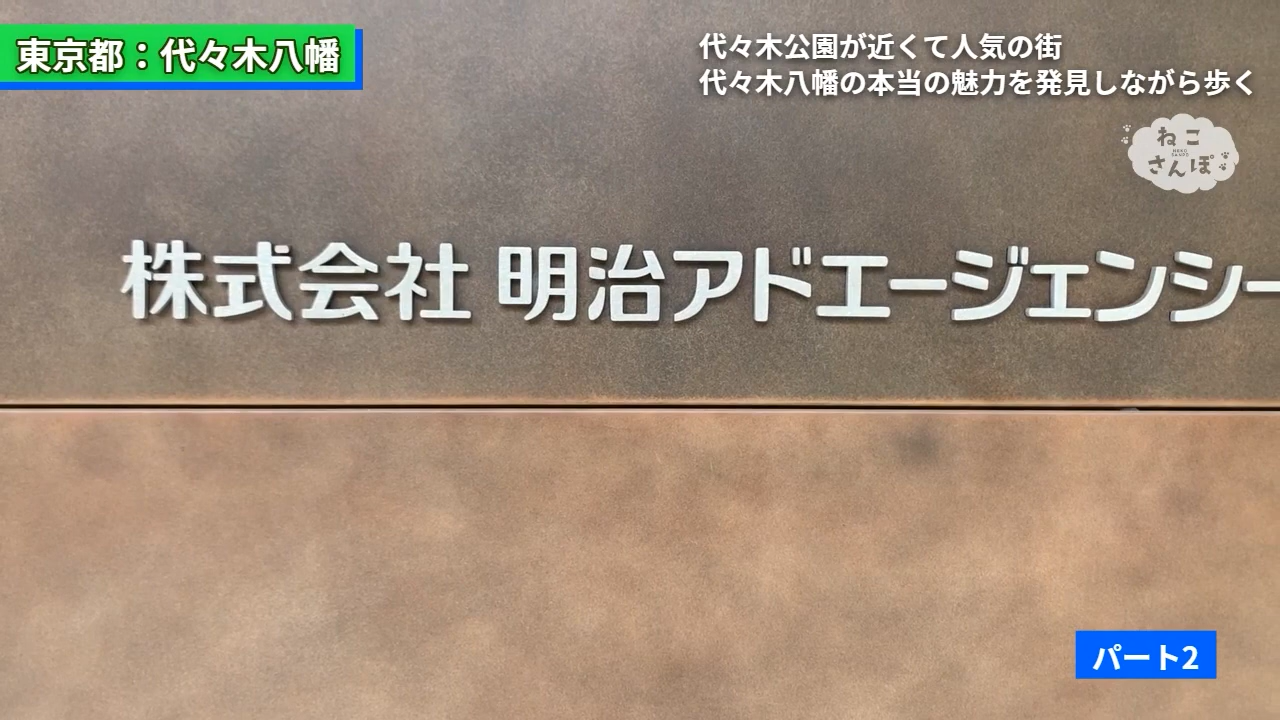 東京都：代々木八幡
代々木公園が近くて人気の街
代々木八幡の本当の魅力を発見しながら歩く
ねこ
さんぽ
株式会社 明治アドエージェンシー
パート2